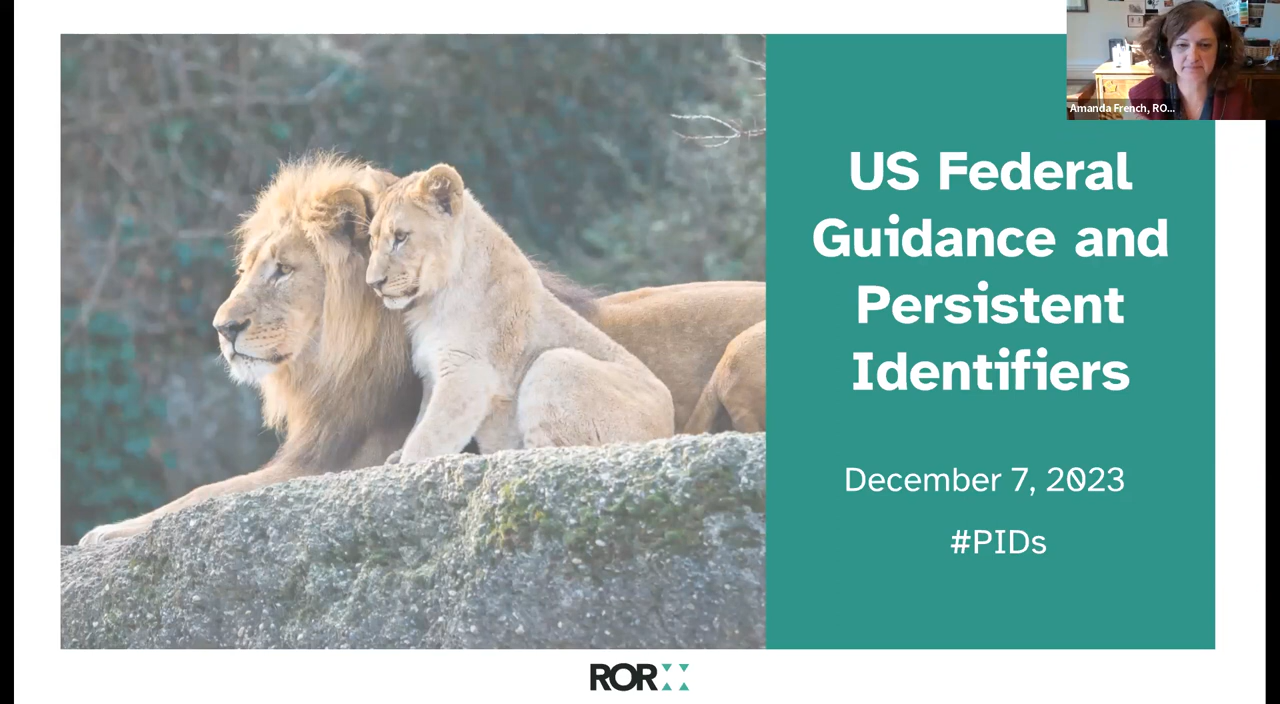 Amanda French, RO...
US Federal
Guidance and
Persistent
Identifiers
December 7, 2023
#PIDs
ROR